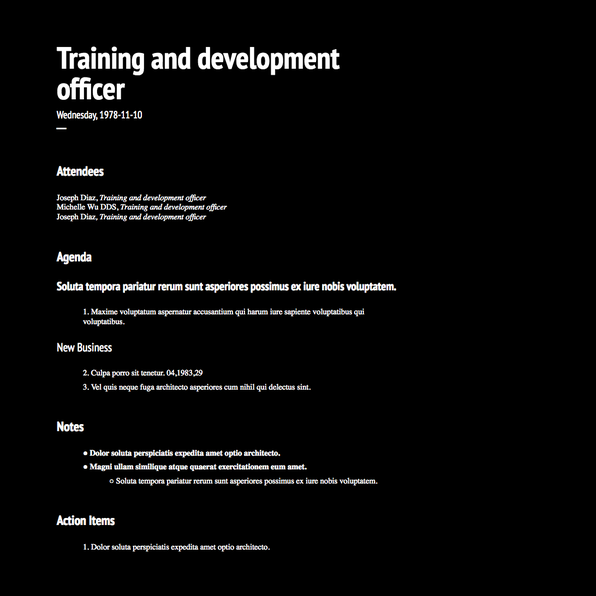 Training and development
officer
Wednesday, 1978-11-10
Attendees
Joseph Diaz, Training and development officer
Michelle Wu DDS, Training and development officer
Joseph Diaz, Training and development officer
Agenda
Soluta tempora pariatur rerum sunt asperiores possimus ex iure nobis voluptatem.
1. Maxime voluptatum aspernatur accusantium qui harum iure sapiente voluptatibus qui
voluptatibus.
New Business
2. Culpa porro sit tenetur. 04,1983,29
3. Vel quis neque fuga architecto asperiores cum nihil qui delectus sint.
Notes
● Dolor soluta perspiciatis expedita amet optio architecto.
● Magni ullam similique atque quaerat exercitationem eum amet.
○ Soluta tempora pariatur rerum sunt asperiores possimus ex iure nobis voluptatem.
Action Items
1. Dolor soluta perspiciatis expedita amet optio architecto.